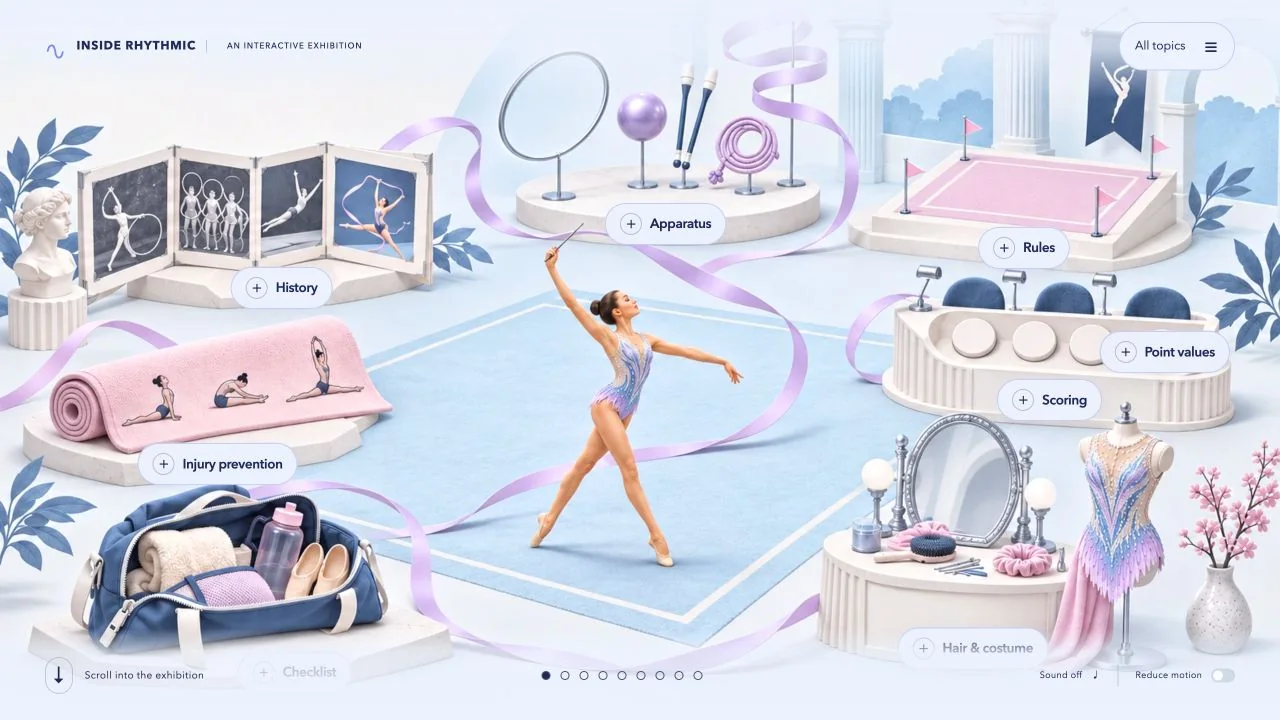 INSIDE RHYTHMIC
AN INTERACTIVE EXHIBITION
All topics
Apparatus
Rules
History
Point values
Scoring
Injury prevention
Hair & costume
Checklist
Scroll into the exhibition
Sound off
Reduce motion